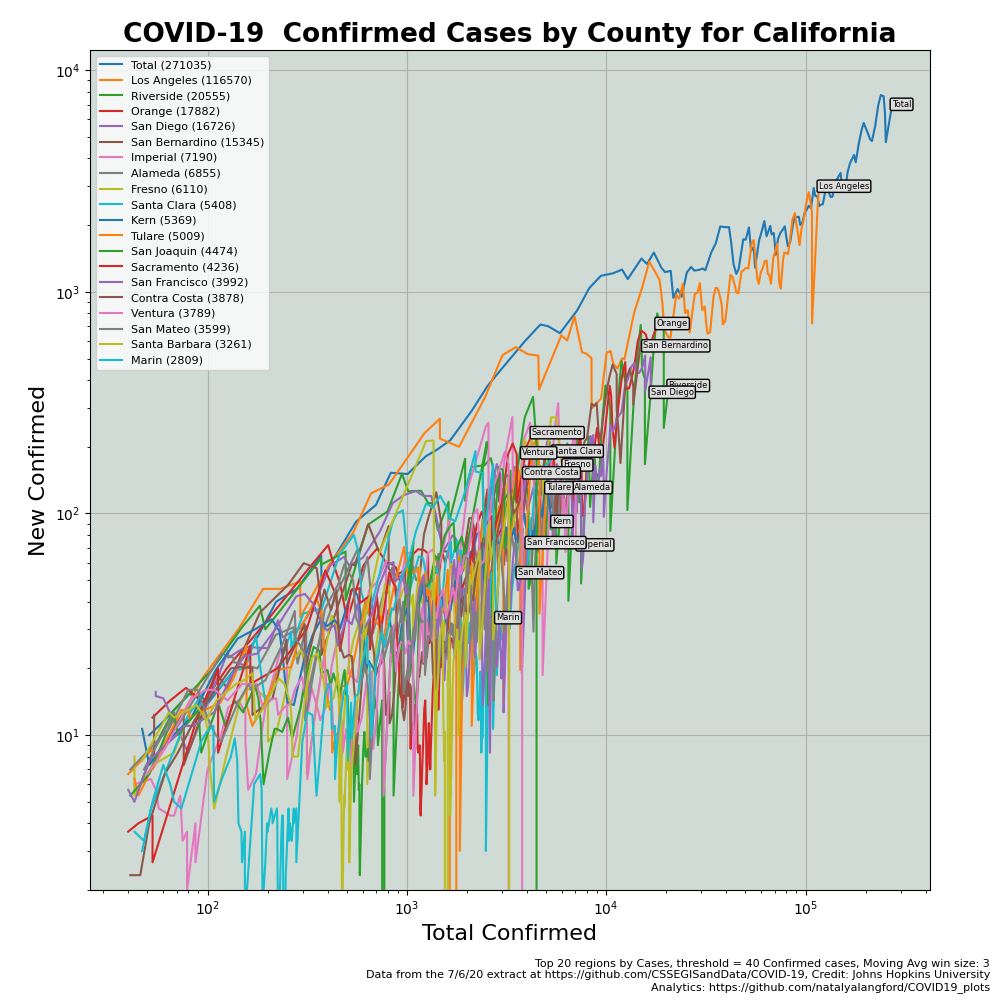 COVID-19  Confirmed Cases by County for California
Total (271035)
Los Angeles (116570)
Riverside (20555)
Orange (17882)
San Diego (16726)
San Bernardino (15345)
Imperial (7190)
Alameda (6855)
Fresno (6110)
Santa Clara (5408)
Kern (5369)
Tulare (5009)
San Joaquin (4474)
Sacramento (4236)
San Francisco (3992)
Contra Costa (3878)
Ventura (3789)
San Mateo (3599)
Santa Barbara (3261)
Marin (2809)
New Confirmed
10⁴
10³
10²
10¹
Total
Los Angeles
Orange
San Bernardino
Riverside
San Diego
Sacramento
Ventura
anta Clara
Fresno
Contra Costa
Tulare
Alameda
Kern
San Francisco
perial
San Mateo
Marin
10²
10³
10⁴
10⁵
Total Confirmed
Top 20 regions by Cases, threshold = 40 Confirmed cases, Moving Avg win size: 3
Data from the 7/6/20 extract at https://github.com/CSSEGISandData/COVID-19, Credit: Johns Hopkins University
Analytics: https://github.com/natalyalangford/COVID19_plots